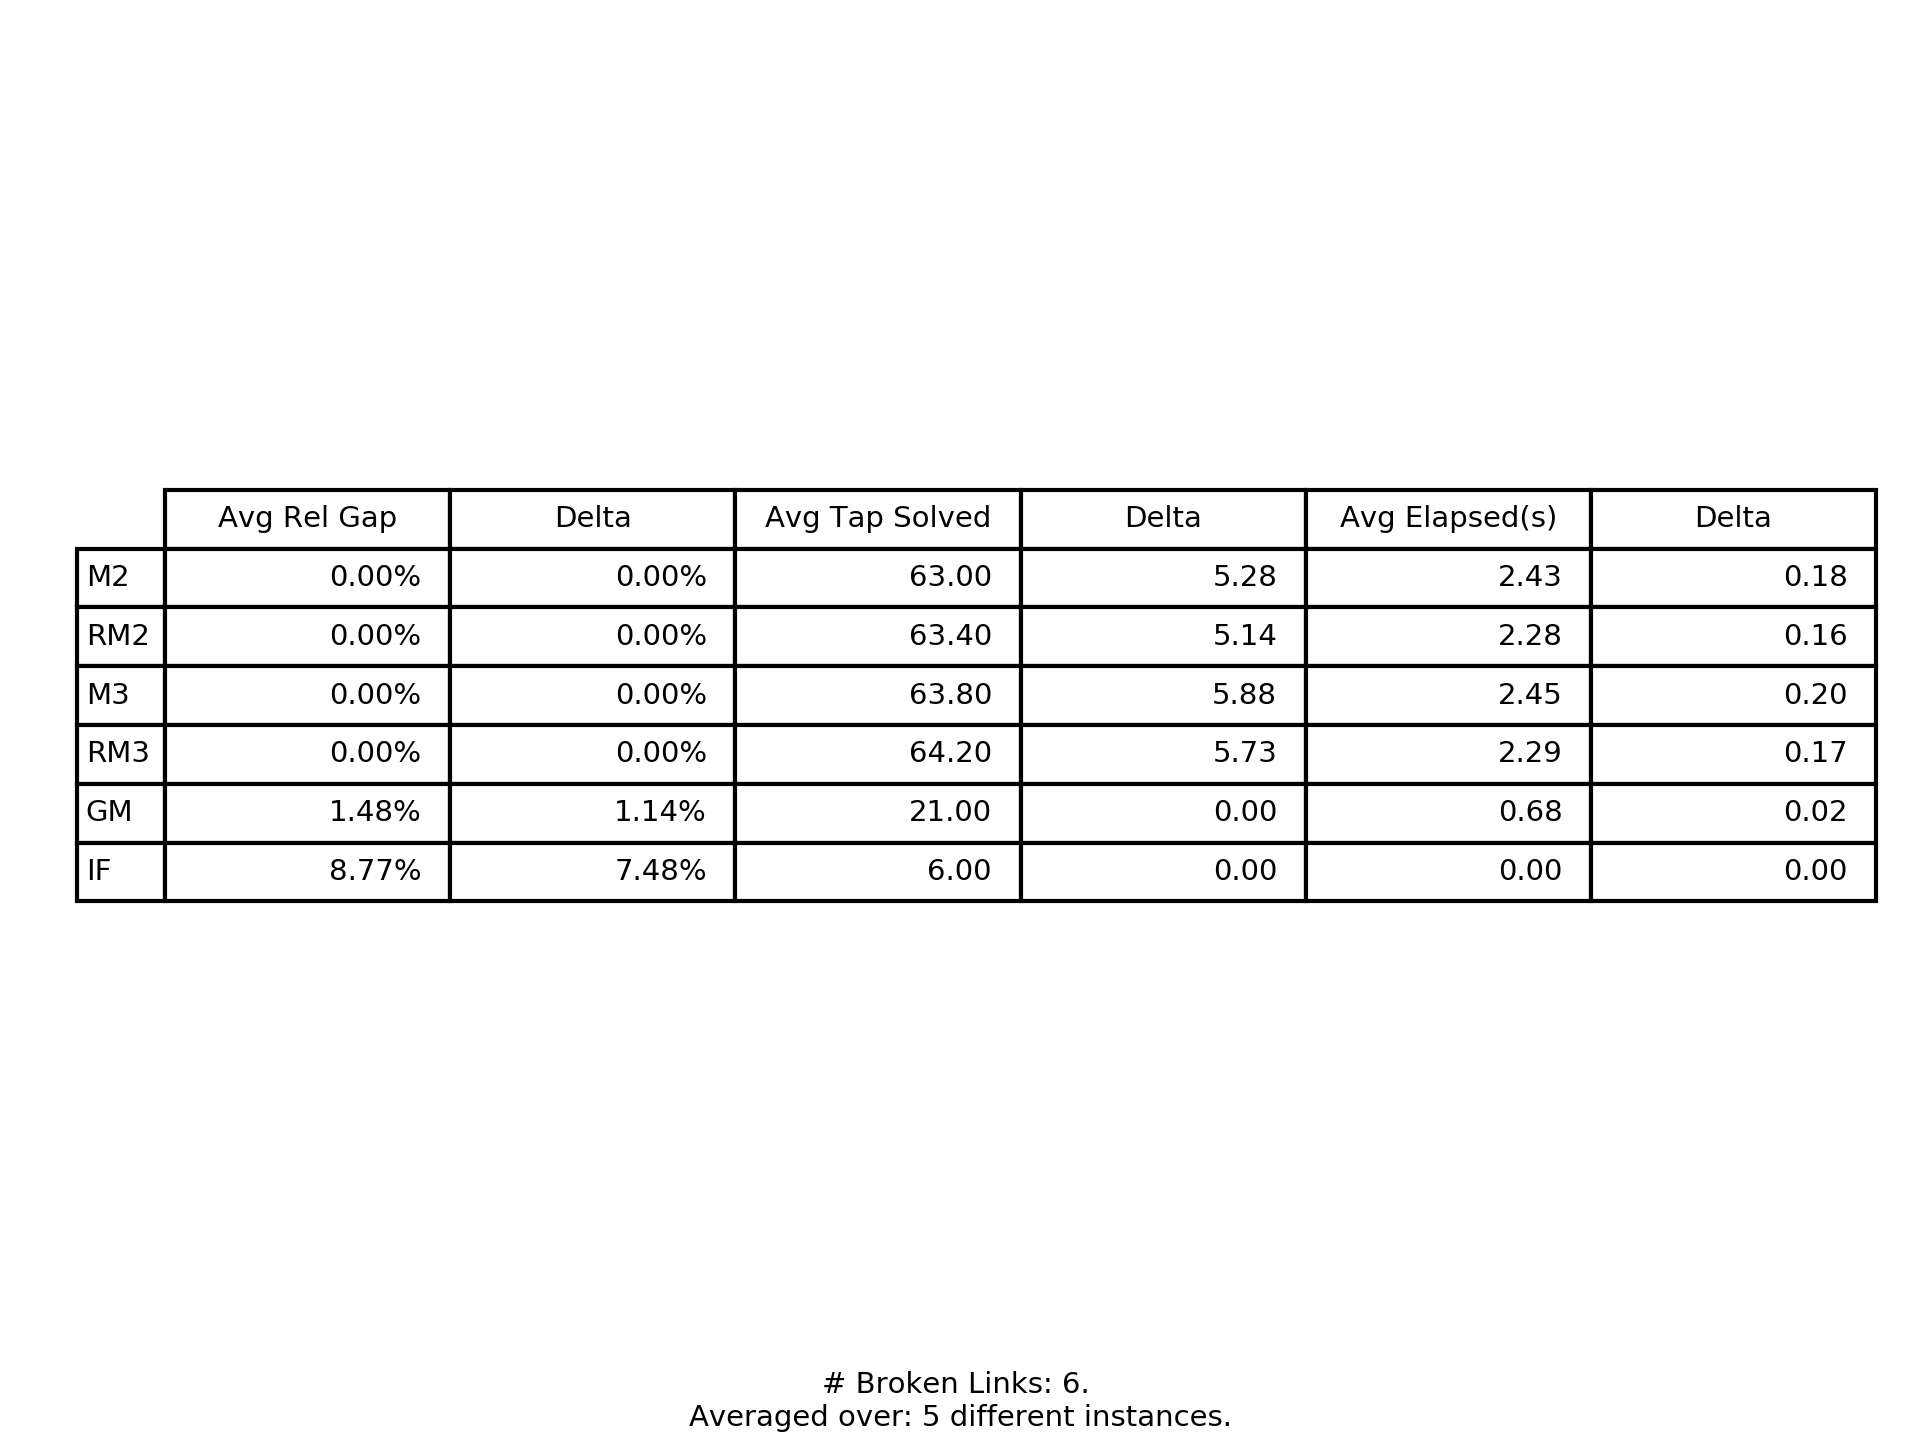 Avg Rel Gap Delta Avg Tap Solved Delta Avg Elapsed(s) Delta
M2 0.00% 0.00% 63.00 5.28 2.43 0.18
RM2 0.00% 0.00% 63.40 5.14 2.28 0.16
M3 0.00% 0.00% 63.80 5.88 2.45 0.20
RM3 0.00% 0.00% 64.20 5.73 2.29 0.17
GM 1.48% 1.14% 21.00 0.00 0.68 0.02
IF 8.77% 7.48% 6.00 0.00 0.00 0.00
# Broken Links: 6.
Averaged over: 5 different instances.